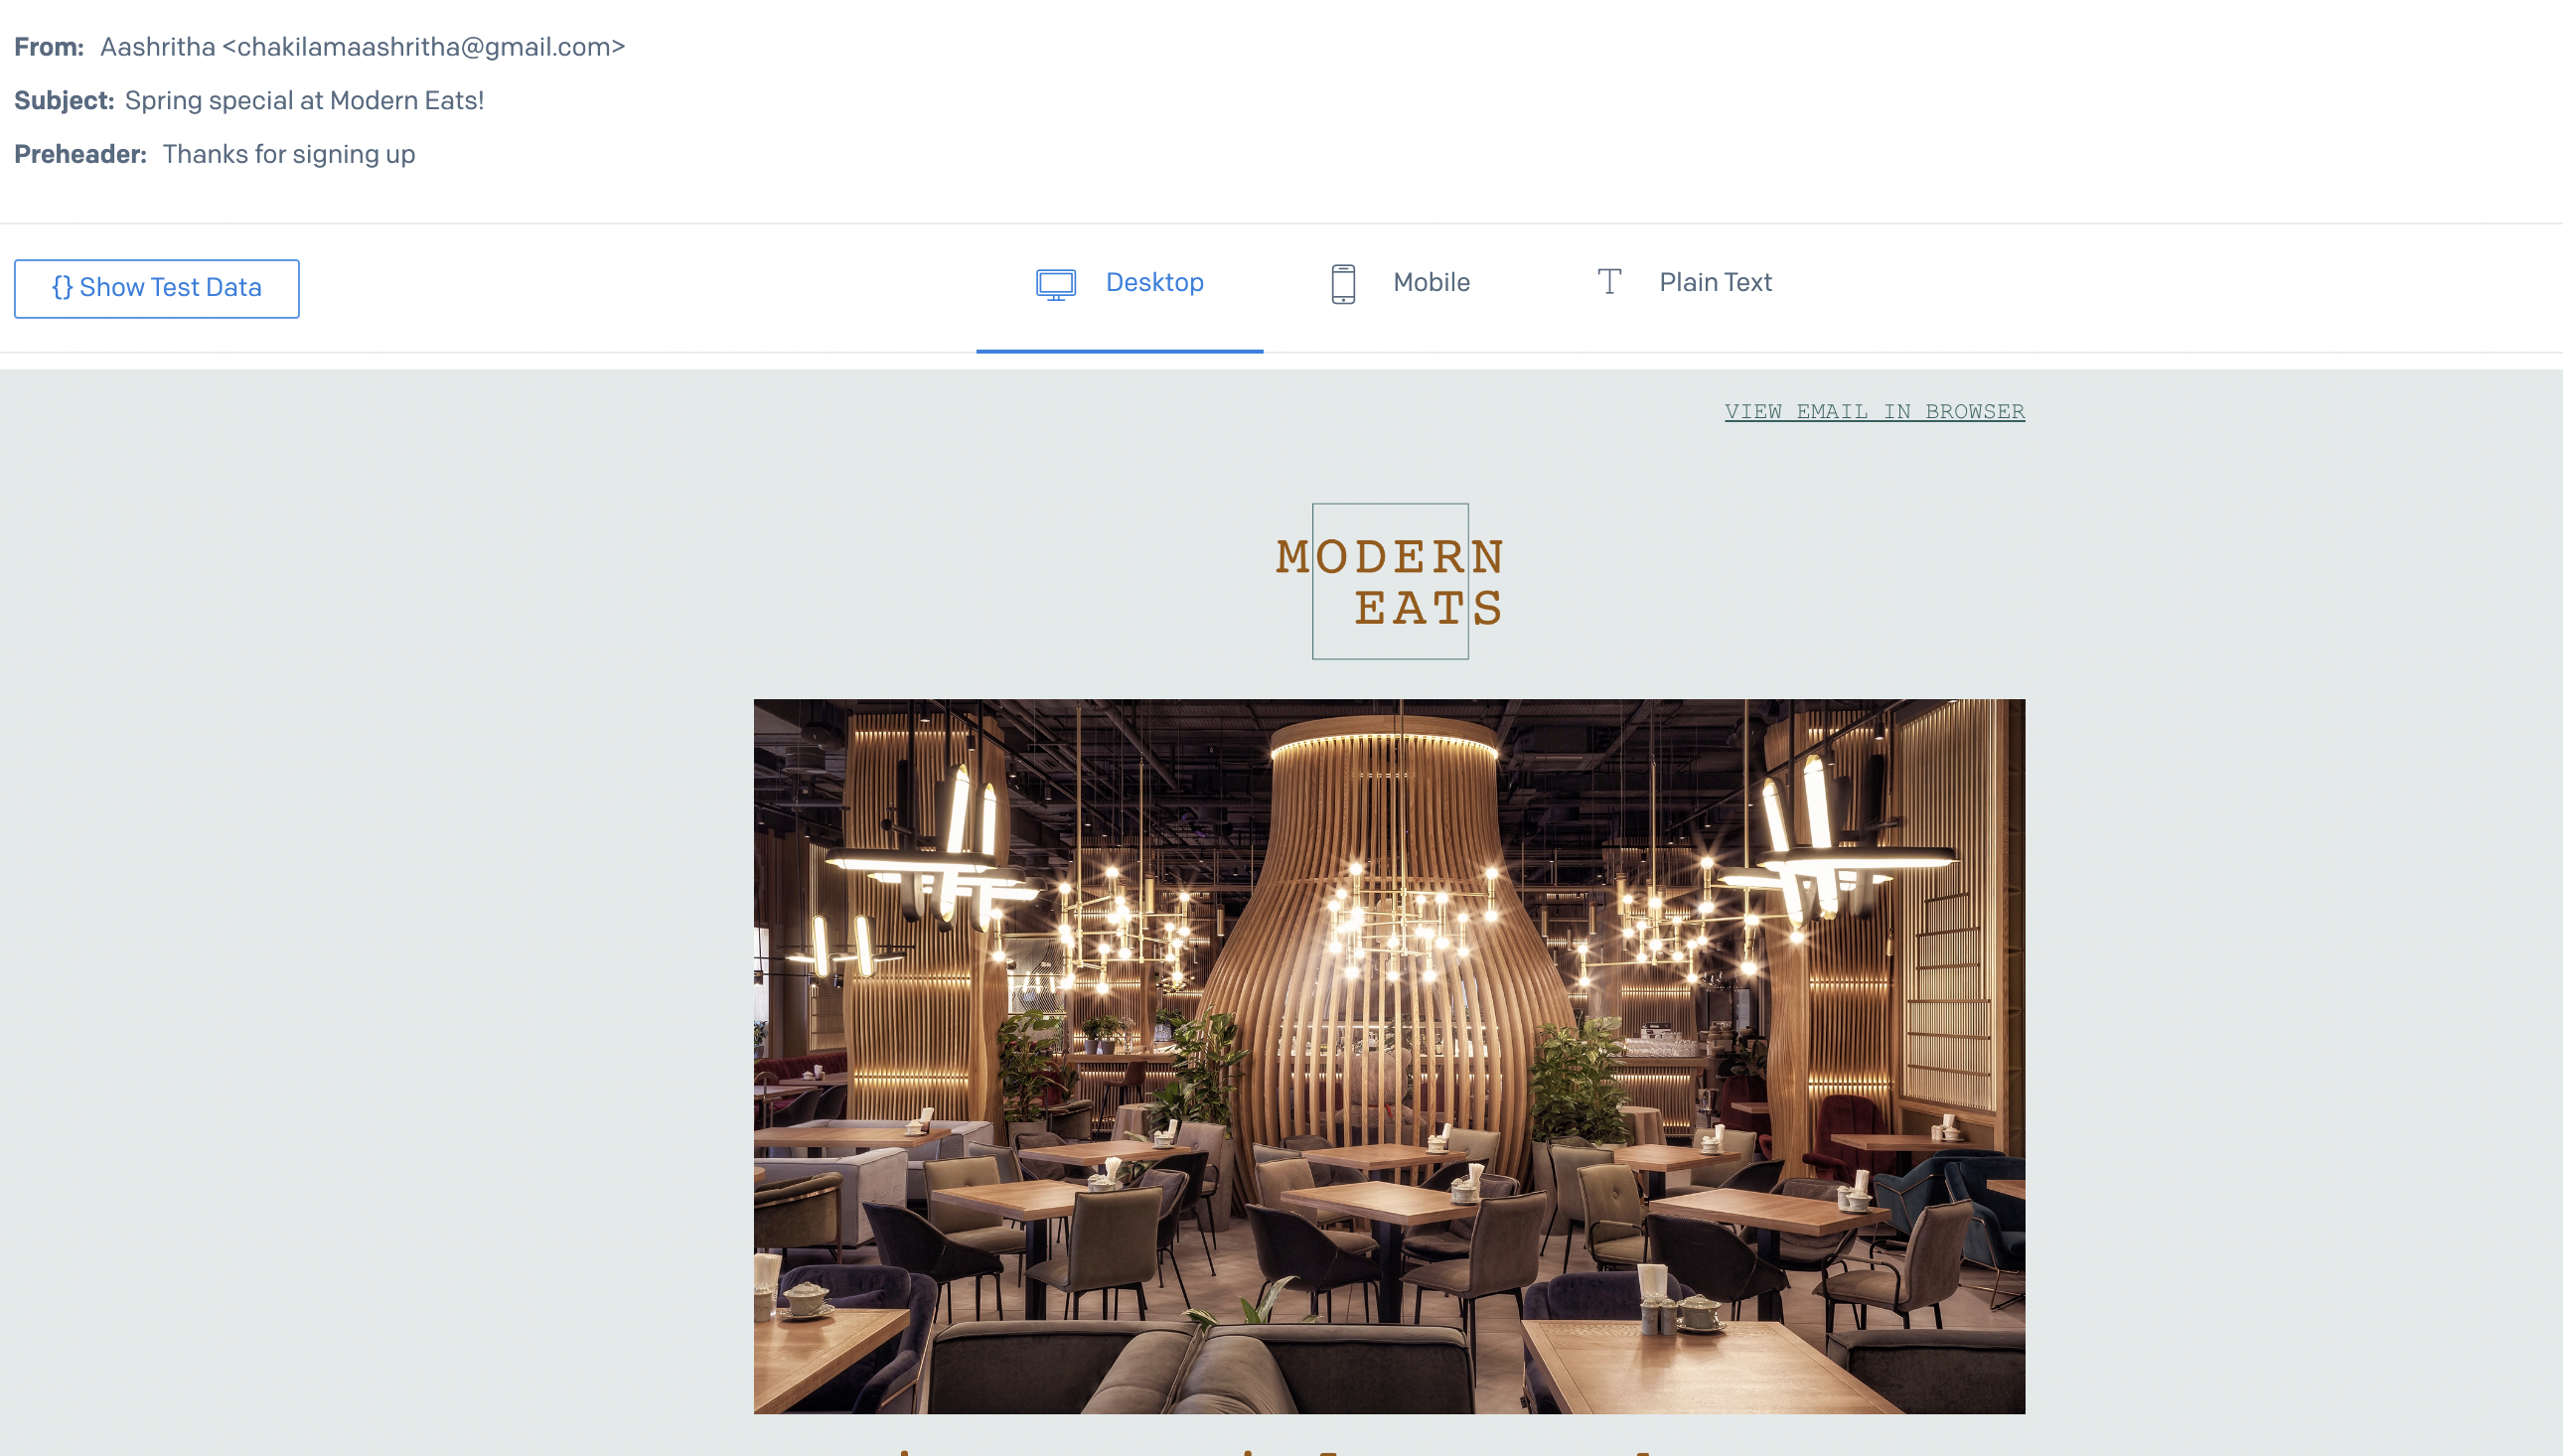 From: Aashritha <chakilamaashritha@gmail.com>
Subject: Spring special at Modern Eats!
Preheader: Thanks for signing up
{} Show Test Data
Desktop
Mobile
Plain Text
VIEW EMAIL IN BROWSER
MODERN
EATS